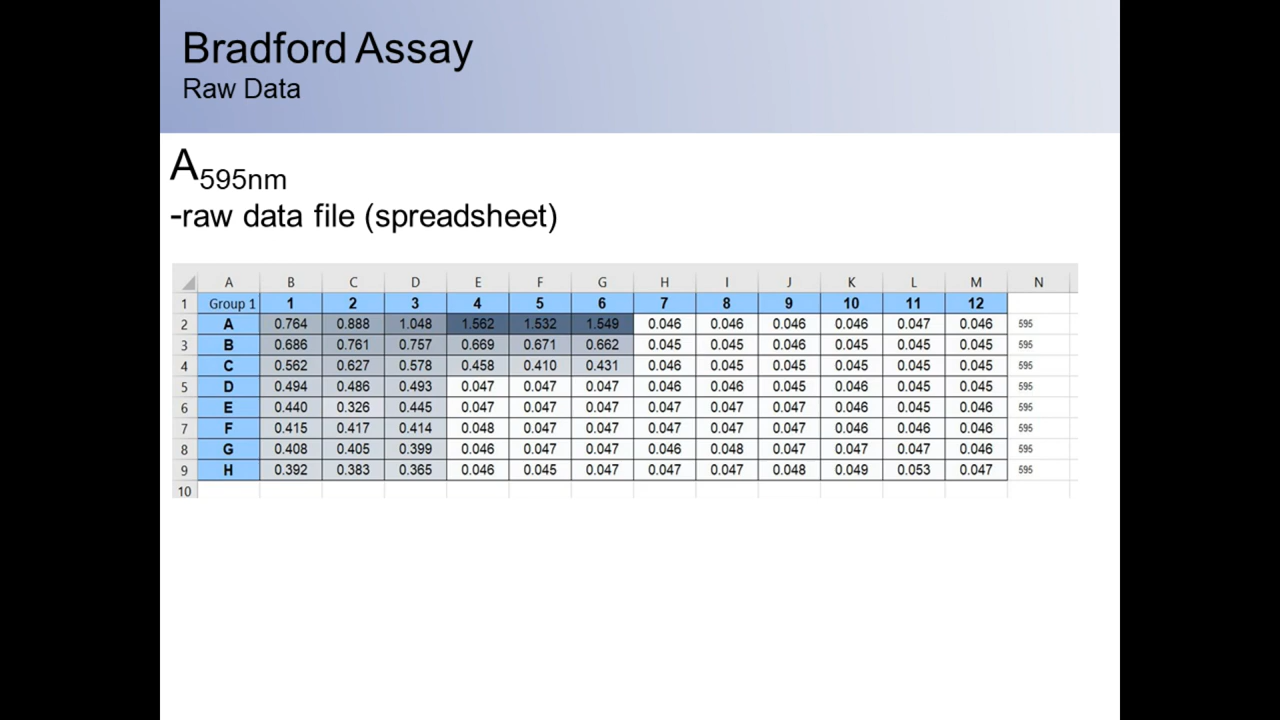 Bradford Assay
Raw Data
A595nm
-raw data file (spreadsheet)
A B C D E F G H I J K L M N
1 Group 1 1 2 3 4 5 6 7 8 9 10 11 12
2 A 0.764 0.888 1.048 1.562 1.532 1.549 0.046 0.046 0.046 0.046 0.047 0.046 595
3 B 0.686 0.761 0.757 0.669 0.671 0.662 0.045 0.045 0.046 0.045 0.045 0.045 595
4 C 0.562 0.627 0.578 0.458 0.410 0.431 0.046 0.045 0.045 0.045 0.045 0.045 595
5 D 0.494 0.486 0.493 0.047 0.047 0.047 0.046 0.046 0.045 0.046 0.045 0.045 595
6 E 0.440 0.326 0.445 0.047 0.047 0.047 0.047 0.047 0.047 0.046 0.045 0.046 595
7 F 0.415 0.417 0.414 0.048 0.047 0.047 0.047 0.047 0.047 0.046 0.046 0.046 595
8 G 0.408 0.405 0.399 0.046 0.047 0.047 0.046 0.048 0.047 0.047 0.047 0.046 595
9 H 0.392 0.383 0.365 0.046 0.045 0.047 0.047 0.047 0.048 0.049 0.053 0.047 595
10